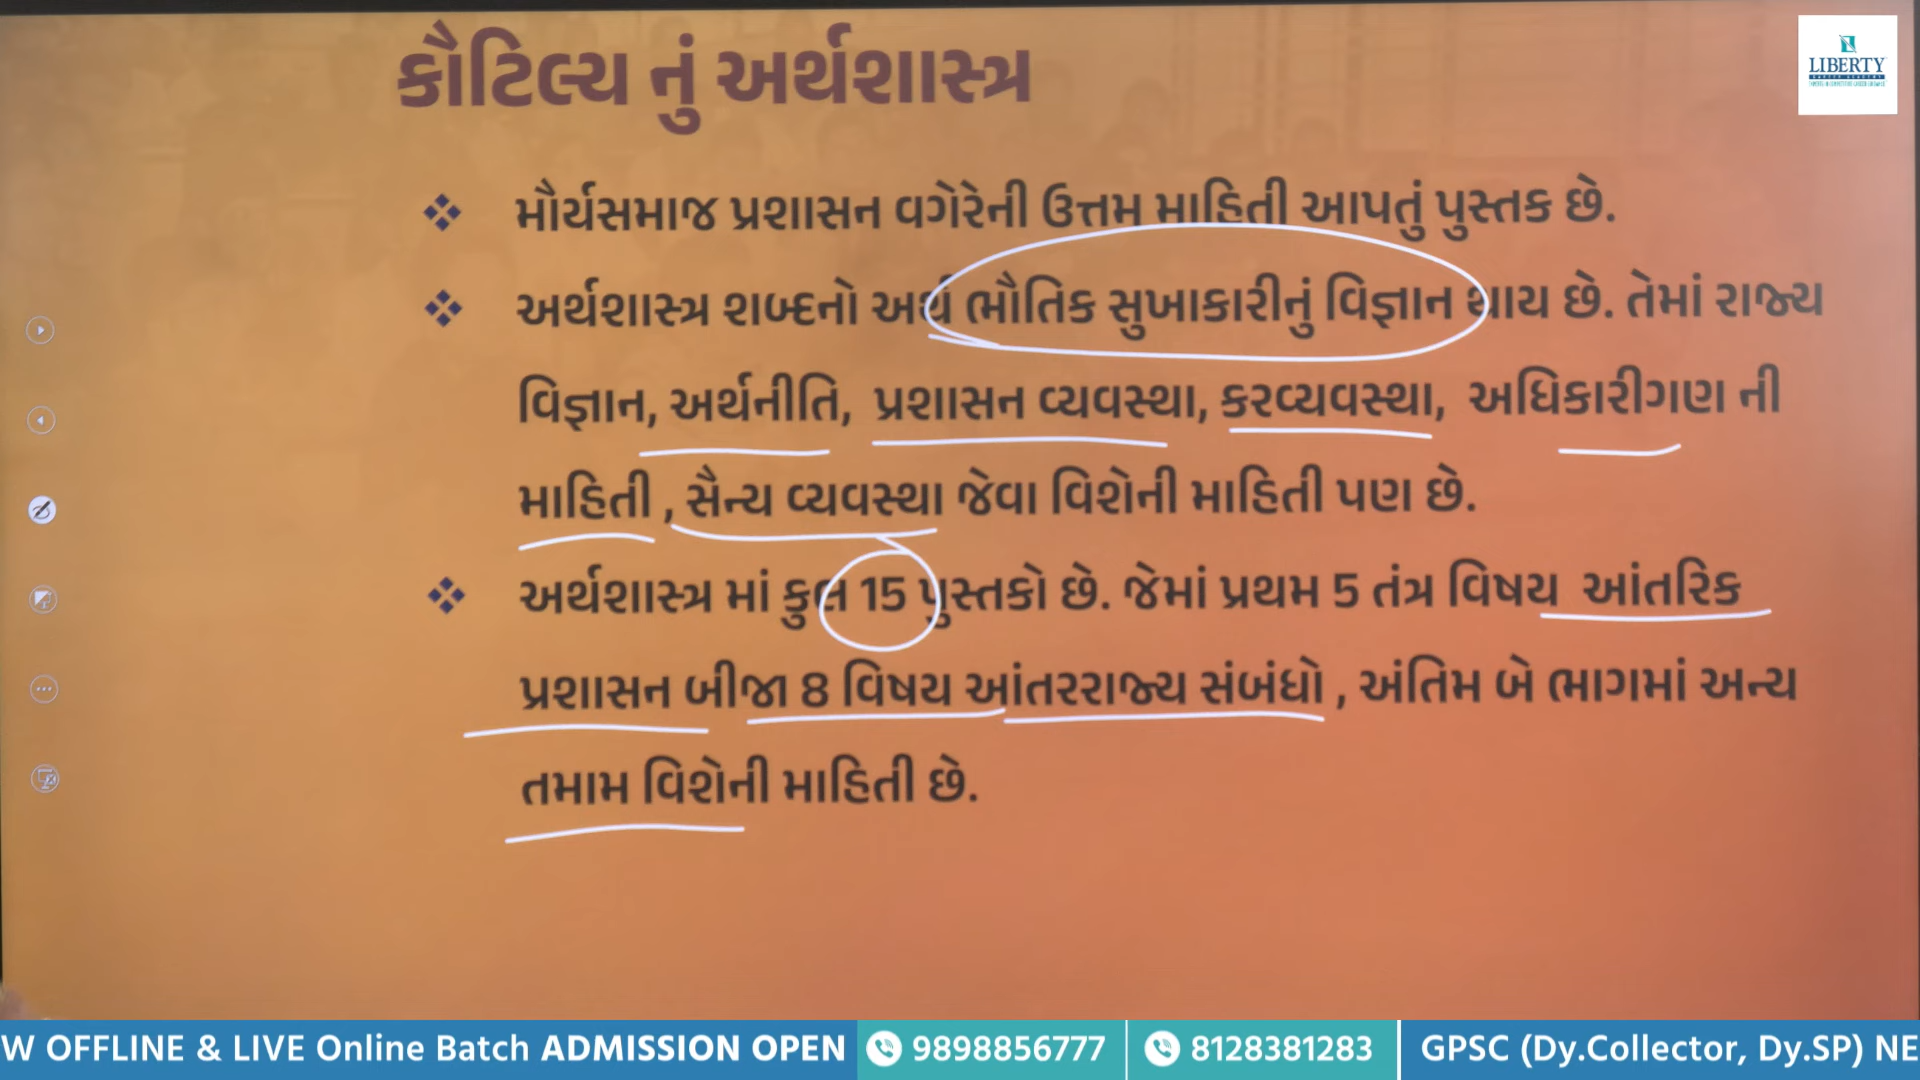 કૌટિલ્ય નું અર્થશાસ્ત્ર
LIBERTY
મૌર્યસમાજ પ્રશાસન વગેરેની ઉત્તમ માહિતી આપતું પુસ્તક છે.
અર્થશાસ્ત્ર શબ્દનો અર્થ ભૌતિક સુખાકારીનું વિજ્ઞાન થાય છે. તેમાં રાજ્ય
વિજ્ઞાન, અર્થનીતિ, પ્રશાસન વ્યવસ્થા, કરવ્યવસ્થા, અધિકારીગણ ની
માહિતી , સૈન્ય વ્યવસ્થા જેવા વિશેની માહિતી પણ છે.
અર્થશાસ્ત્ર માં કુલ 15 પુસ્તકો છે. જેમાં પ્રથમ 5 તંત્ર વિષય આંતરિક
પ્રશાસન બીજા 8 વિષય આંતરરાજ્ય સંબંધો , અંતિમ બે ભાગમાં અન્ય
તમામ વિશેની માહિતી છે.
W OFFLINE & LIVE Online Batch ADMISSION OPEN 9898856777 8128381283 GPSC (Dy.Collector, Dy.SP) NE